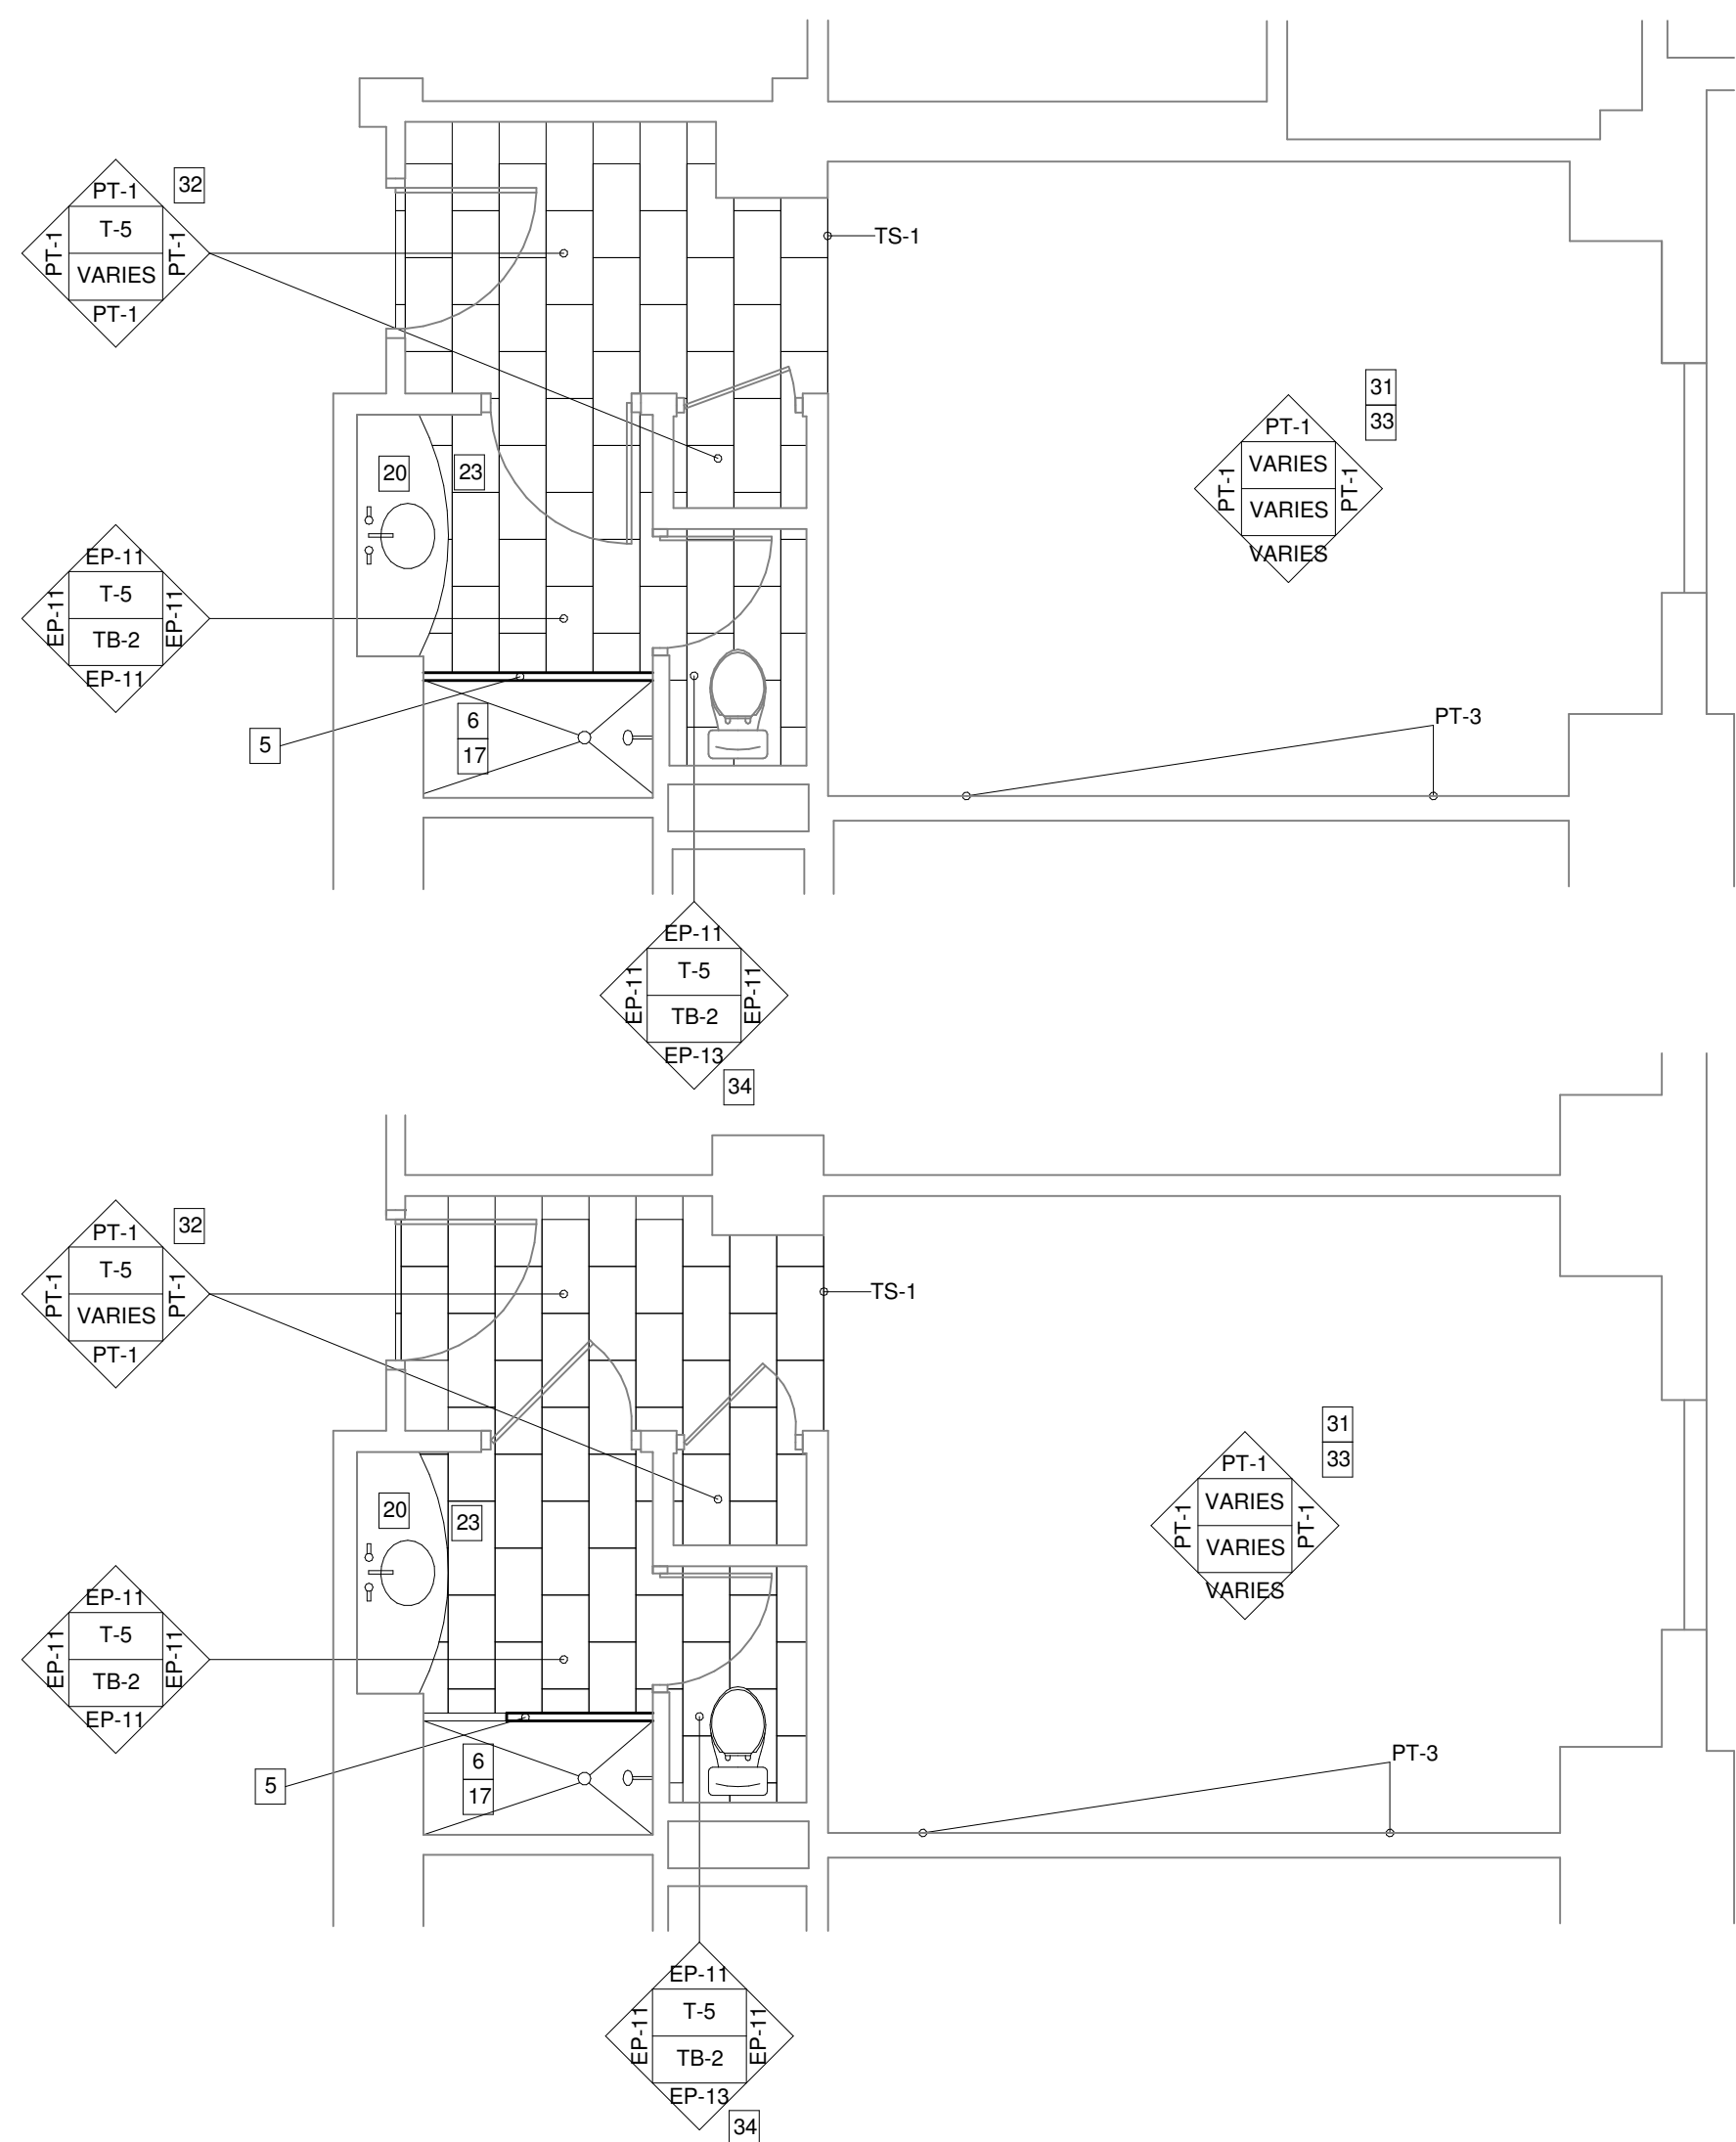 PT-1
32
T-5
PT-1
PT-1
VARIES
PT-1
TS-1
31
33
PT-1
VARIES
PT-1
PT-1
VARIES
VARIES
20
23
EP-11
T-5
EP-11
EP-11
TB-2
EP-11
6
17
5
PT-3
EP-11
T-5
EP-11
EP-11
TB-2
EP-13
34
PT-1
32
T-5
PT-1
PT-1
VARIES
PT-1
TS-1
31
33
PT-1
VARIES
PT-1
PT-1
VARIES
VARIES
20
23
EP-11
T-5
EP-11
EP-11
TB-2
EP-11
6
17
5
PT-3
EP-11
T-5
EP-11
EP-11
TB-2
EP-13
34